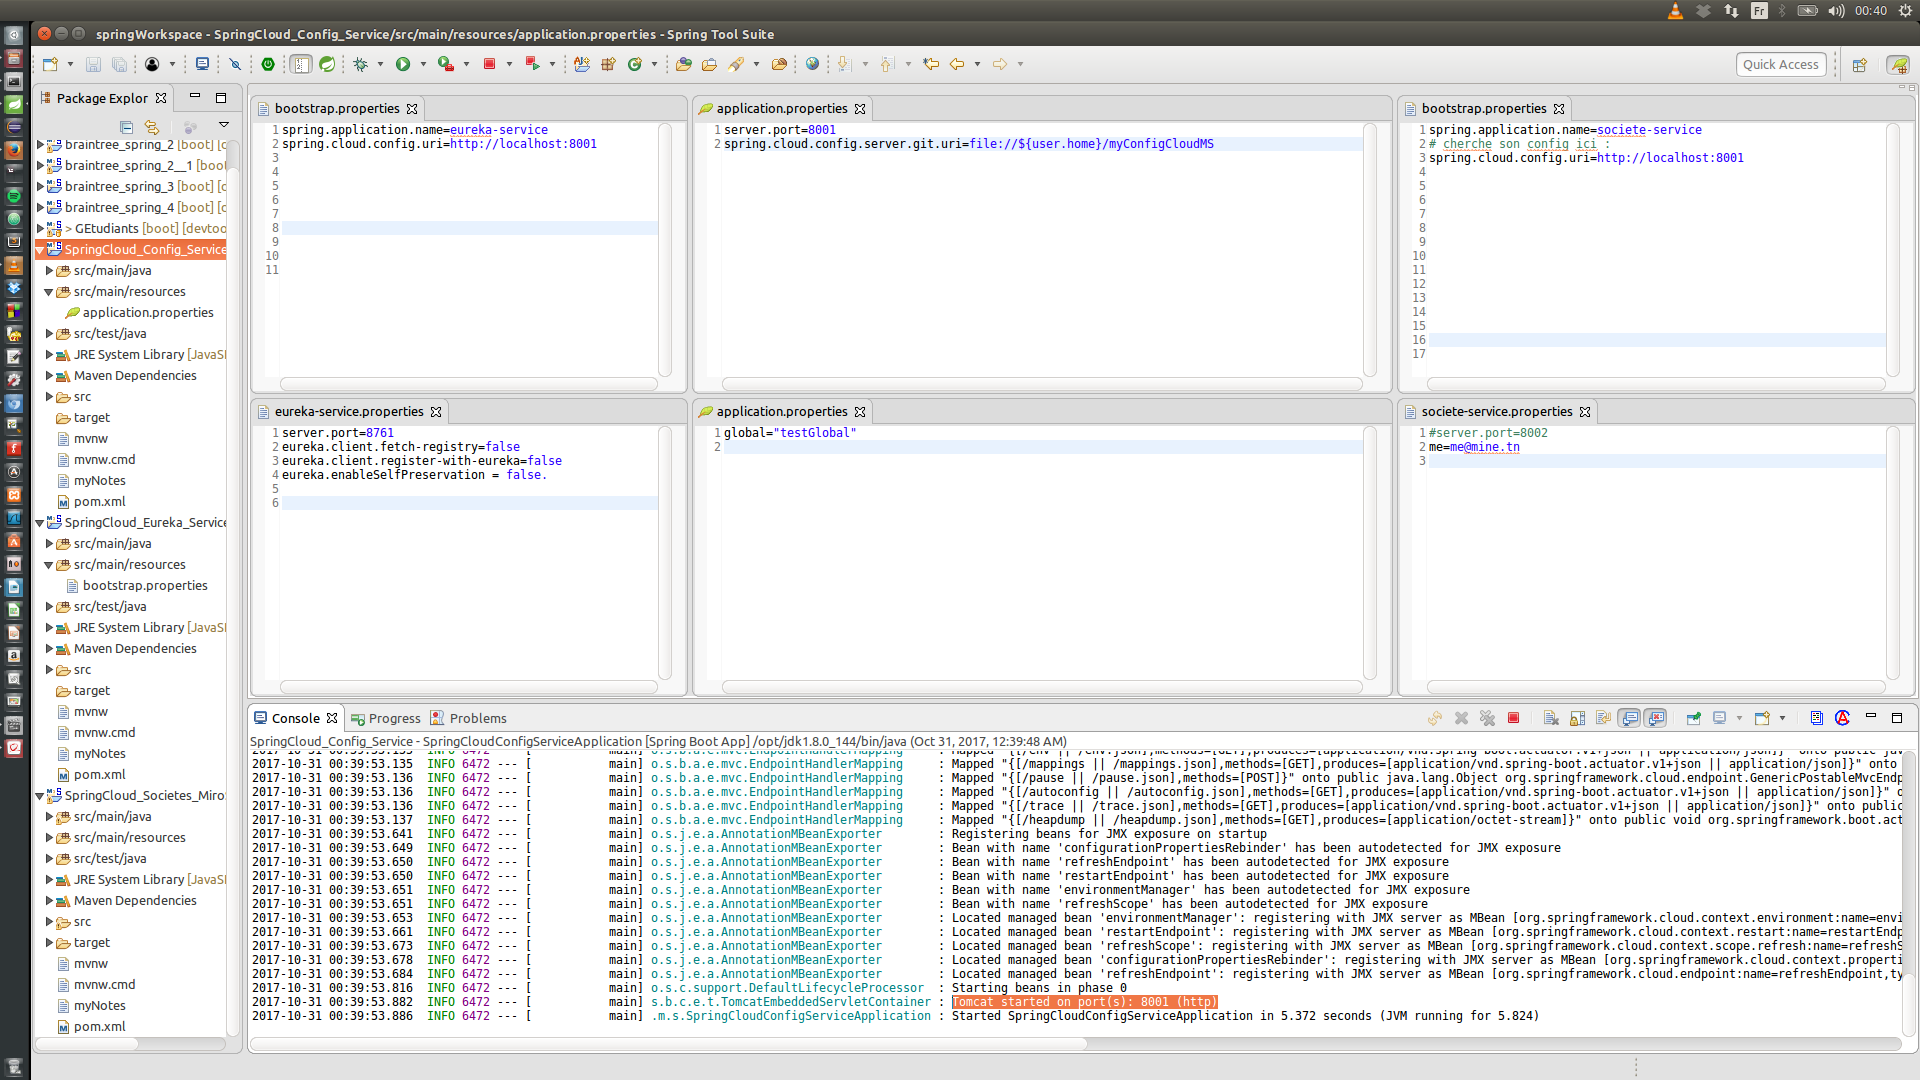 Fr
00:40
springWorkspace - SpringCloud_Config_Service/src/main/resources/application.properties - Spring Tool Suite
Quick Access
Package Explor
braintree_spring_2 [boot] [c
braintree_spring_2__1 [boot
braintree_spring_3 [boot] [c
braintree_spring_4 [boot] [c
> GEtudiants [boot] [devtoo
SpringCloud_Config_Service
src/main/java
src/main/resources
application.properties
src/test/java
JRE System Library [JavaSI
Maven Dependencies
src
target
mvnw
mvnw.cmd
myNotes
pom.xml
SpringCloud_Eureka_Service
src/main/java
src/main/resources
bootstrap.properties
src/test/java
JRE System Library [JavaSI
Maven Dependencies
src
target
mvnw
mvnw.cmd
myNotes
pom.xml
SpringCloud_Societes_Miro
src/main/java
src/main/resources
src/test/java
JRE System Library [JavaSI
Maven Dependencies
src
target
mvnw
mvnw.cmd
myNotes
pom.xml
bootstrap.properties
1 spring.application.name=eureka-service
2 spring.cloud.config.uri=http://localhost:8001
3
4
5
6
7
8
9
10
11
application.properties
1 server.port=8001
2 spring.cloud.config.server.git.uri=file://${user.home}/myConfigCloudMS
bootstrap.properties
1 spring.application.name=societe-service
2 # cherche son config ici :
3 spring.cloud.config.uri=http://localhost:8001
4
5
6
7
8
9
10
11
12
13
14
15
16
17
eureka-service.properties
1 server.port=8761
2 eureka.client.fetch-registry=false
3 eureka.client.register-with-eureka=false
4 eureka.enableSelfPreservation = false.
5
6
application.properties
1 global="testGlobal"
2
societe-service.properties
1 #server.port=8002
2 me=me@mine.tn
3
Console
Progress
Problems
SpringCloud_Config_Service - SpringCloudConfigServiceApplication [Spring Boot App] /opt/jdk1.8.0_144/bin/java (Oct 31, 2017, 12:39:48 AM)
2017-10-31 00:39:53.135  INFO 6472 --- [           main] o.s.b.a.e.mvc.EndpointHandlerMapping     : Mapped "{[/env || /env.json],methods=[GET],produces=[application/vnd.spring-boot.actuator.v1+json || application/json]}" onto public jav
2017-10-31 00:39:53.135  INFO 6472 --- [           main] o.s.b.a.e.mvc.EndpointHandlerMapping     : Mapped "{[/mappings || /mappings.json],methods=[GET],produces=[application/vnd.spring-boot.actuator.v1+json || application/json]}" onto
2017-10-31 00:39:53.136  INFO 6472 --- [           main] o.s.b.a.e.mvc.EndpointHandlerMapping     : Mapped "{[/pause || /pause.json],methods=[POST]}" onto public java.lang.Object org.springframework.cloud.endpoint.GenericPostableMvcEndp
2017-10-31 00:39:53.136  INFO 6472 --- [           main] o.s.b.a.e.mvc.EndpointHandlerMapping     : Mapped "{[/autoconfig || /autoconfig.json],methods=[GET],produces=[application/vnd.spring-boot.actuator.v1+json || application/json]}" o
2017-10-31 00:39:53.136  INFO 6472 --- [           main] o.s.b.a.e.mvc.EndpointHandlerMapping     : Mapped "{[/trace || /trace.json],methods=[GET],produces=[application/vnd.spring-boot.actuator.v1+json || application/json]}" onto public
2017-10-31 00:39:53.137  INFO 6472 --- [           main] o.s.b.a.e.mvc.EndpointHandlerMapping     : Mapped "{[/heapdump || /heapdump.json],methods=[GET],produces=[application/octet-stream]}" onto public void org.springframework.boot.act
2017-10-31 00:39:53.641  INFO 6472 --- [           main] o.s.j.e.a.AnnotationMBeanExporter        : Registering beans for JMX exposure on startup
2017-10-31 00:39:53.649  INFO 6472 --- [           main] o.s.j.e.a.AnnotationMBeanExporter        : Bean with name 'configurationPropertiesRebinder' has been autodetected for JMX exposure
2017-10-31 00:39:53.650  INFO 6472 --- [           main] o.s.j.e.a.AnnotationMBeanExporter        : Bean with name 'refreshEndpoint' has been autodetected for JMX exposure
2017-10-31 00:39:53.650  INFO 6472 --- [           main] o.s.j.e.a.AnnotationMBeanExporter        : Bean with name 'restartEndpoint' has been autodetected for JMX exposure
2017-10-31 00:39:53.651  INFO 6472 --- [           main] o.s.j.e.a.AnnotationMBeanExporter        : Bean with name 'environmentManager' has been autodetected for JMX exposure
2017-10-31 00:39:53.651  INFO 6472 --- [           main] o.s.j.e.a.AnnotationMBeanExporter        : Bean with name 'refreshScope' has been autodetected for JMX exposure
2017-10-31 00:39:53.653  INFO 6472 --- [           main] o.s.j.e.a.AnnotationMBeanExporter        : Located managed bean 'environmentManager': registering with JMX server as MBean [org.springframework.cloud.context.environment:name=envi
2017-10-31 00:39:53.661  INFO 6472 --- [           main] o.s.j.e.a.AnnotationMBeanExporter        : Located managed bean 'restartEndpoint': registering with JMX server as MBean [org.springframework.cloud.context.restart:name=restartEndp
2017-10-31 00:39:53.673  INFO 6472 --- [           main] o.s.j.e.a.AnnotationMBeanExporter        : Located managed bean 'refreshScope': registering with JMX server as MBean [org.springframework.cloud.context.scope.refresh:name=refreshS
2017-10-31 00:39:53.678  INFO 6472 --- [           main] o.s.j.e.a.AnnotationMBeanExporter        : Located managed bean 'configurationPropertiesRebinder': registering with JMX server as MBean [org.springframework.cloud.context.properti
2017-10-31 00:39:53.684  INFO 6472 --- [           main] o.s.j.e.a.AnnotationMBeanExporter        : Located managed bean 'refreshEndpoint': registering with JMX server as MBean [org.springframework.cloud.endpoint:name=refreshEndpoint,ty
2017-10-31 00:39:53.816  INFO 6472 --- [           main] o.s.c.support.DefaultLifecycleProcessor  : Starting beans in phase 0
2017-10-31 00:39:53.882  INFO 6472 --- [           main] s.b.c.e.t.TomcatEmbeddedServletContainer : Tomcat started on port(s): 8001 (http)
2017-10-31 00:39:53.886  INFO 6472 --- [           main] .m.s.SpringCloudConfigServiceApplication : Started SpringCloudConfigServiceApplication in 5.372 seconds (JVM running for 5.824)